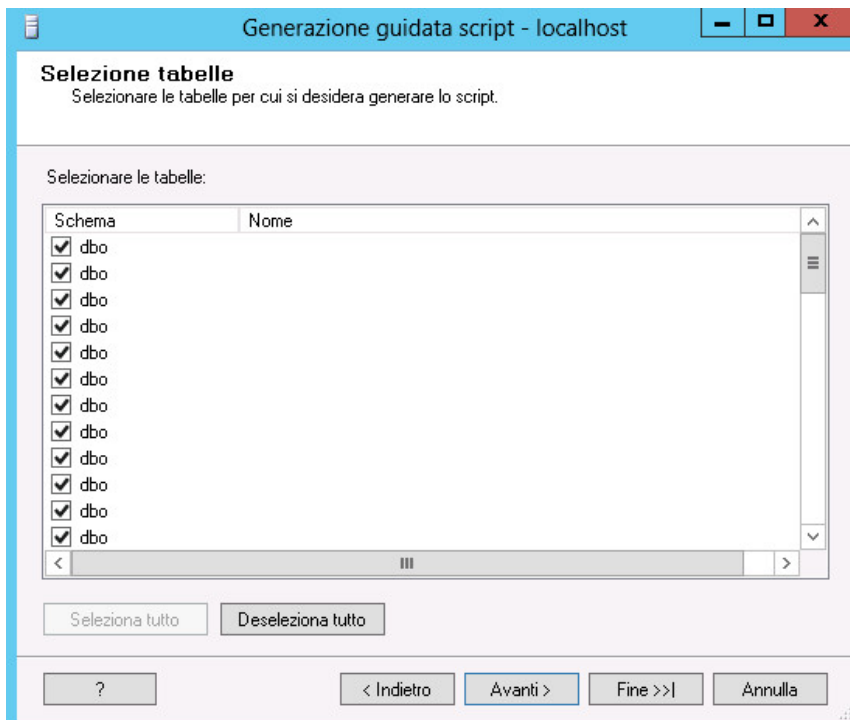 Generazione guidata script - localhost
Selezione tabelle
Selezionare le tabelle per cui si desidera generare lo script.
Selezionare le tabelle:
Schema Nome
dbo
dbo
dbo
dbo
dbo
dbo
dbo
dbo
dbo
dbo
dbo
dbo
Seleziona tutto Deseleziona tutto
? < Indietro Avanti > Fine >>| Annulla